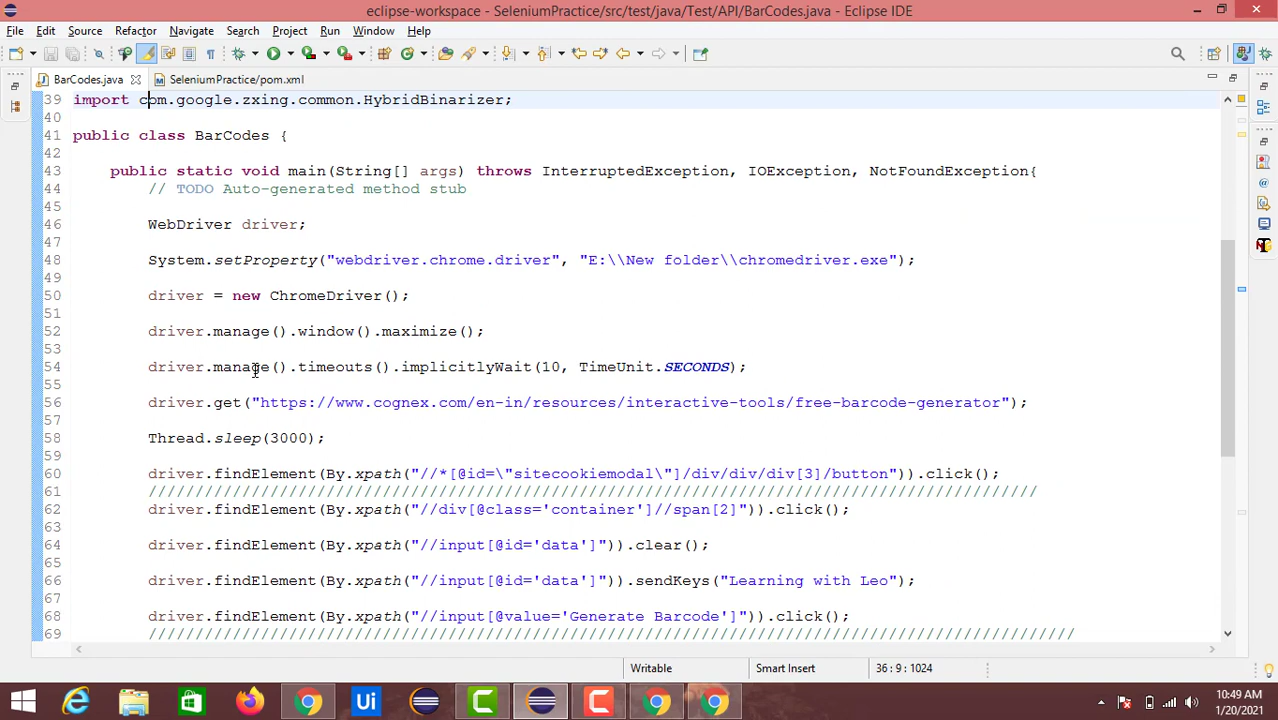 eclipse-workspace - SeleniumPractice/src/test/java/Test/API/BarCodes.java - Eclipse IDE
File Edit Source Refactor Navigate Search Project Run Window Help
BarCodes.java SeleniumPractice/pom.xml
39 import com.google.zxing.common.HybridBinarizer;
40
41 public class BarCodes {
42
43 public static void main(String[] args) throws InterruptedException, IOException, NotFoundException{
44 // TODO Auto-generated method stub
45
46 WebDriver driver;
47
48 System.setProperty("webdriver.chrome.driver", "E:\\New folder\\chromedriver.exe");
49
50 driver = new ChromeDriver();
51
52 driver.manage().window().maximize();
53
54 driver.manage().timeouts().implicitlyWait(10, TimeUnit.SECONDS);
55
56 driver.get("https://www.cognex.com/en-in/resources/interactive-tools/free-barcode-generator");
57
58 Thread.sleep(3000);
59
60 driver.findElement(By.xpath("//*[@id=\"sitecookiemodal\"]/div/div/div[3]/button")).click();
61 ///////////////////////////////////////////////////////////////////////////////////////////////
62 driver.findElement(By.xpath("//div[@class='container']//span[2]")).click();
63
64 driver.findElement(By.xpath("//input[@id='data']")).clear();
65
66 driver.findElement(By.xpath("//input[@id='data']")).sendKeys("Learning with Leo");
67
68 driver.findElement(By.xpath("//input[@value='Generate Barcode']")).click();
69 ///////////////////////////////////////////////////////////////////////////////////////////////////
Writable Smart Insert 36 : 9 : 1024
Ui
10:49 AM
1/20/2021